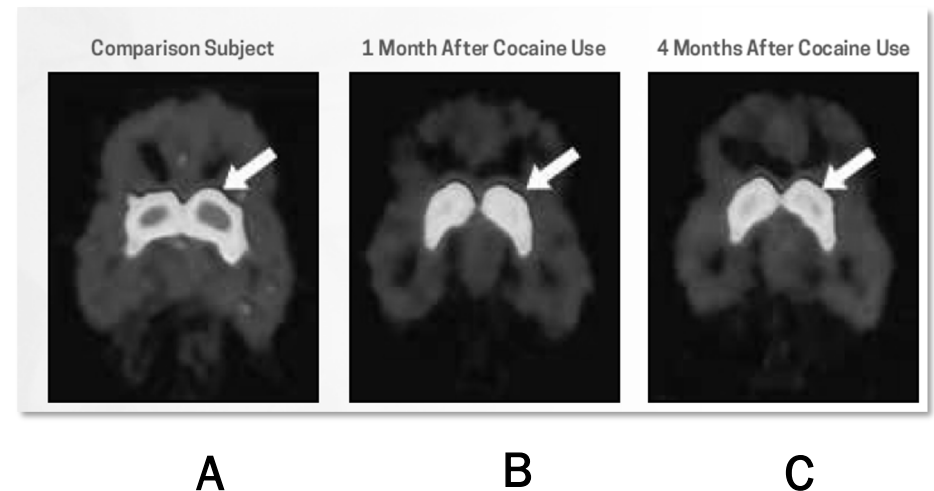 Comparison Subject
1 Month After Cocaine Use
4 Months After Cocaine Use
A
B
C